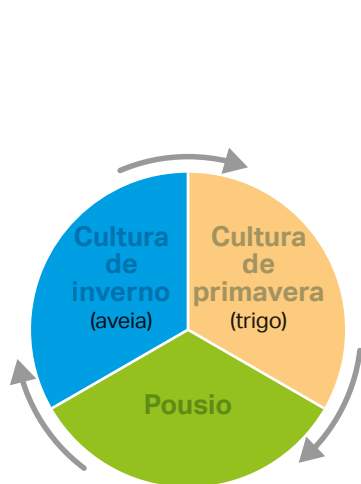 Cultura
de
inverno
(aveia)
Cultura
de
primavera
(trigo)
Pousio